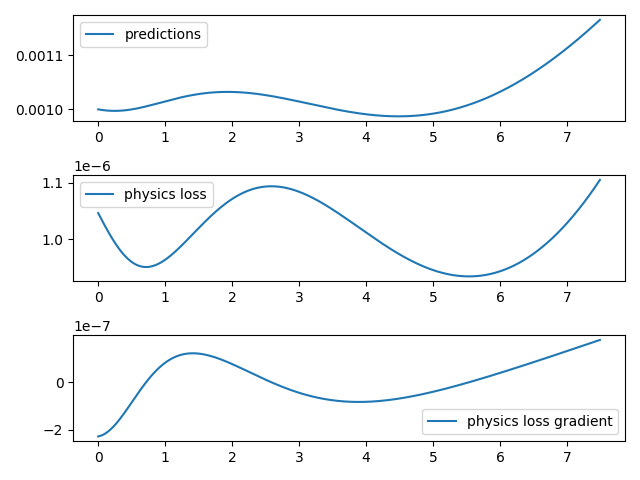 predictions
0.0011
0.0010
0 1 2 3 4 5 6 7
1e−6
physics loss
1.1
1.0
0 1 2 3 4 5 6 7
1e−7
0
physics loss gradient
−2
0 1 2 3 4 5 6 7